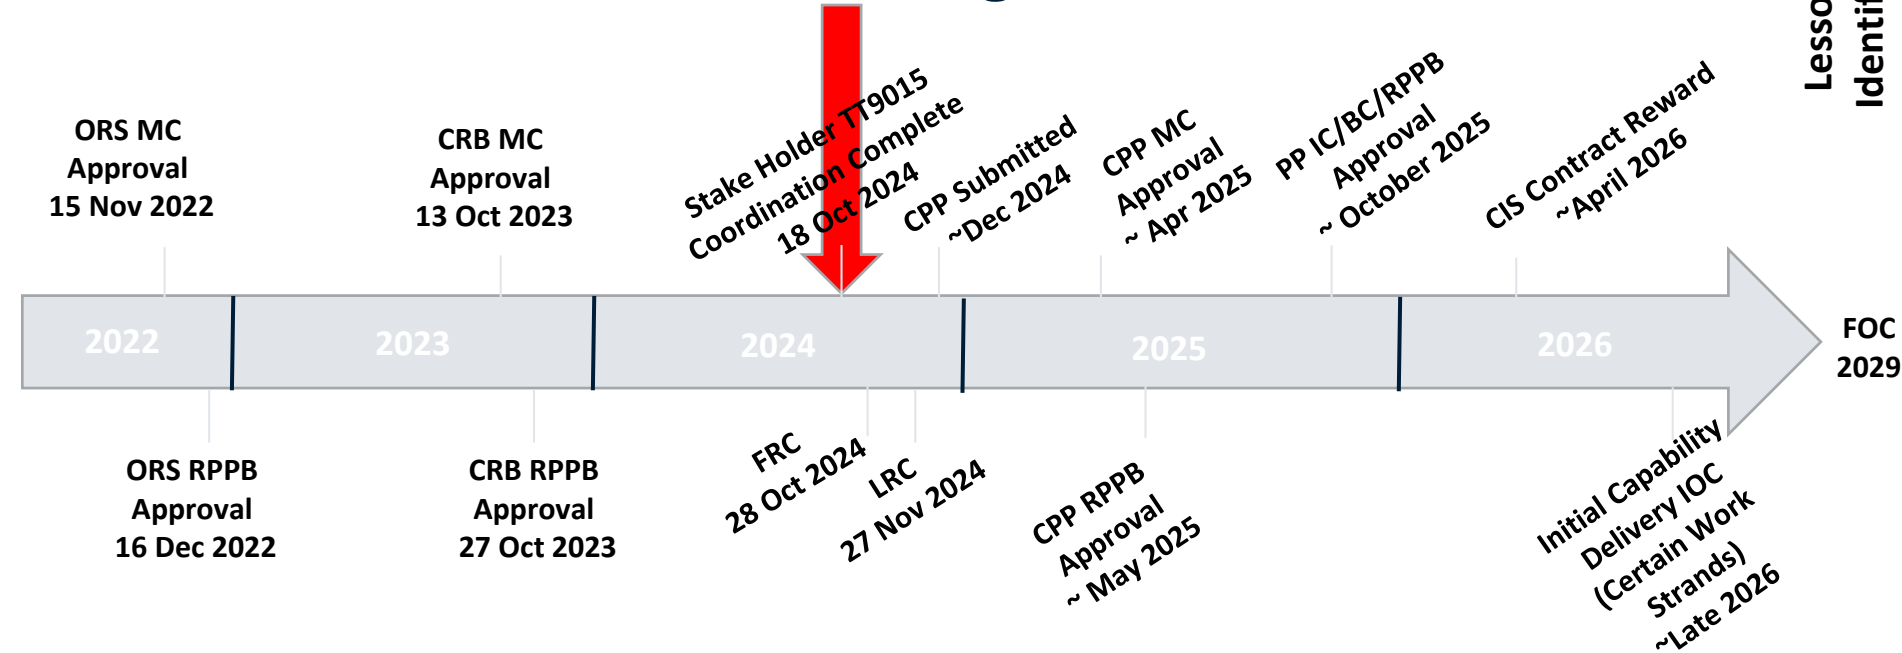 Lesso
Identif
ORS MC
Approval
15 Nov 2022
CRB MC
Approval
13 Oct 2023
Stake Holder TT9015
Coordination Complete
18 Oct 2024
CPP Submitted
~Dec 2024
CPP MC
Approval
~ Apr 2025
PP IC/BC/RPPB
Approval
~ October 2025
CIS Contract Reward
~April 2026
2022
2023
2024
2025
2026
FOC
2029
ORS RPPB
Approval
16 Dec 2022
CRB RPPB
Approval
27 Oct 2023
FRC
28 Oct 2024
LRC
27 Nov 2024
CPP RPPB
Approval
~ May 2025
Initial Capability
Delivery IOC
(Certain Work
Strands)
~Late 2026